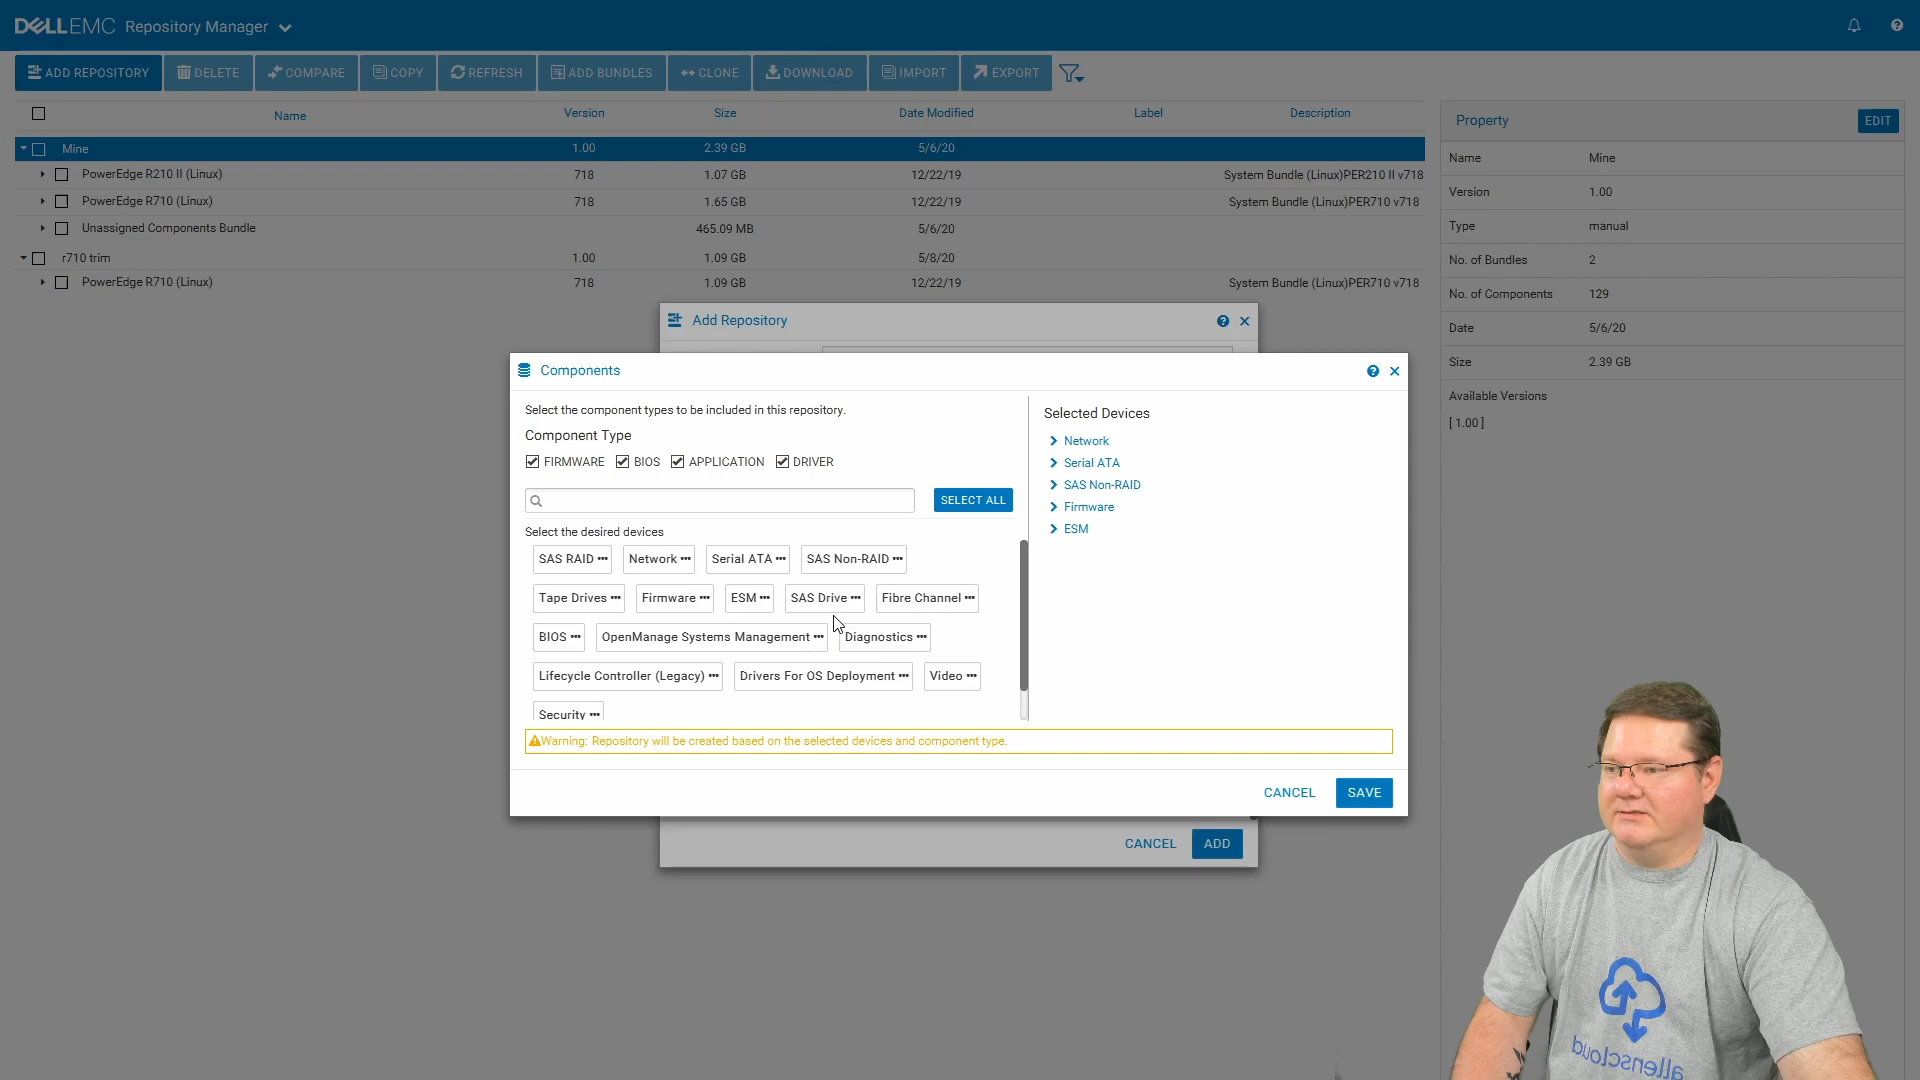 DELLEMC Repository Manager
ADD REPOSITORY DELETE COMPARE COPY REFRESH ADD BUNDLES CLONE DOWNLOAD IMPORT EXPORT
Name Version Size Date Modified Label Description
Mine 1.00 2.39 GB 5/6/20
PowerEdge R210 II (Linux) 718 1.07 GB 12/22/19 System Bundle (Linux)PER210 II v718
PowerEdge R710 (Linux) 718 1.65 GB 12/22/19 System Bundle (Linux)PER710 v718
Unassigned Components Bundle 465.09 MB 5/6/20
r710 trim 1.00 1.09 GB 5/8/20
PowerEdge R710 (Linux) 718 1.09 GB 12/22/19 System Bundle (Linux)PER710 v718
Property EDIT
Name Mine
Version 1.00
Type manual
No. of Bundles 2
No. of Components 129
Date 5/6/20
Size 2.39 GB
Available Versions
[ 1.00 ]
Add Repository
Components
Select the component types to be included in this repository.
Component Type
FIRMWARE BIOS APPLICATION DRIVER
SELECT ALL
Select the desired devices
SAS RAID ••• Network ••• Serial ATA ••• SAS Non-RAID •••
Tape Drives ••• Firmware ••• ESM ••• SAS Drive ••• Fibre Channel •••
BIOS ••• OpenManage Systems Management ••• Diagnostics •••
Lifecycle Controller (Legacy) ••• Drivers For OS Deployment ••• Video •••
Security •••
Selected Devices
Network
Serial ATA
SAS Non-RAID
Firmware
ESM
Warning: Repository will be created based on the selected devices and component type.
CANCEL SAVE
CANCEL ADD
allenscloud